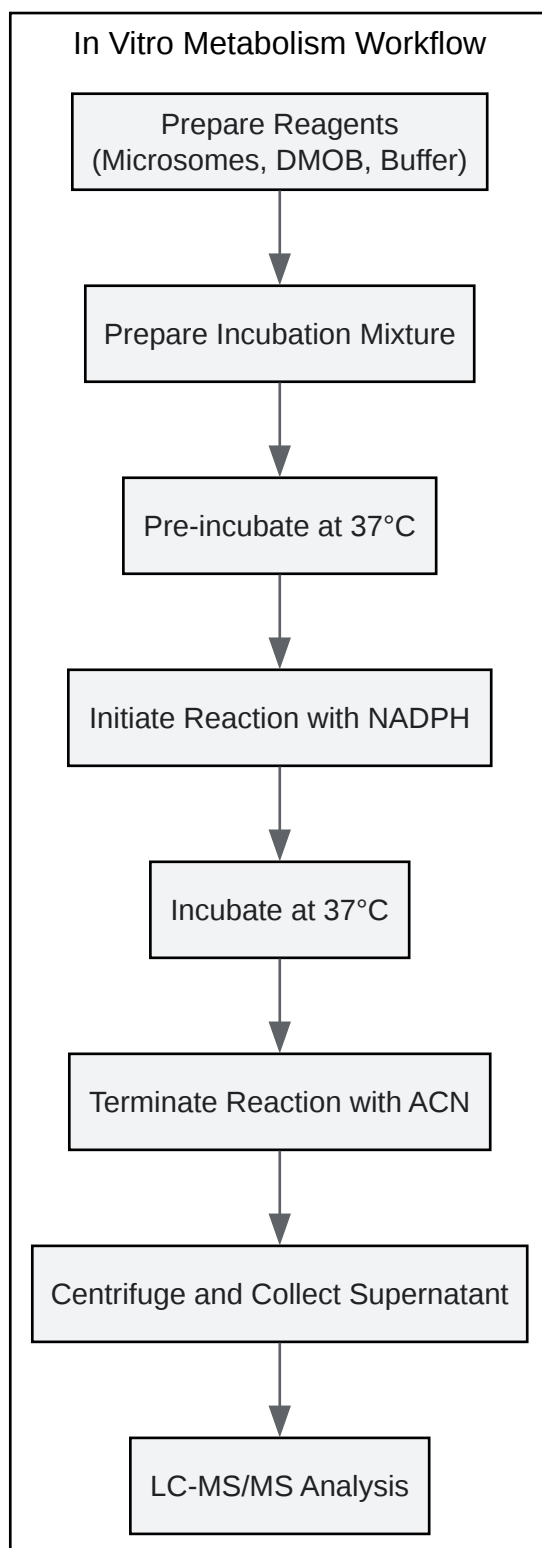 In Vitro Metabolism Workflow
Prepare Reagents
(Microsomes, DMOB, Buffer)
Prepare Incubation Mixture
Pre-incubate at 37°C
Initiate Reaction with NADPH
Incubate at 37°C
Terminate Reaction with ACN
Centrifuge and Collect Supernatant
LC-MS/MS Analysis